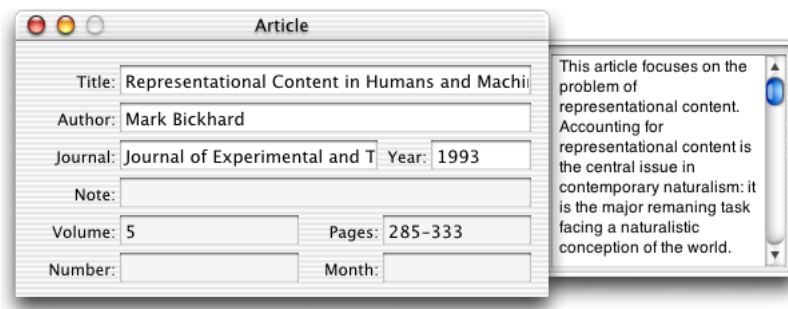 Article
Title: Representational Content in Humans and Machi
Author: Mark Bickhard
Journal: Journal of Experimental and T Year: 1993
Note:
Volume: 5 Pages: 285-333
Number: Month:
This article focuses on the
problem of
representational content.
Accounting for
representational content is
the central issue in
contemporary naturalism: it
is the major remaning task
facing a naturalistic
conception of the world.